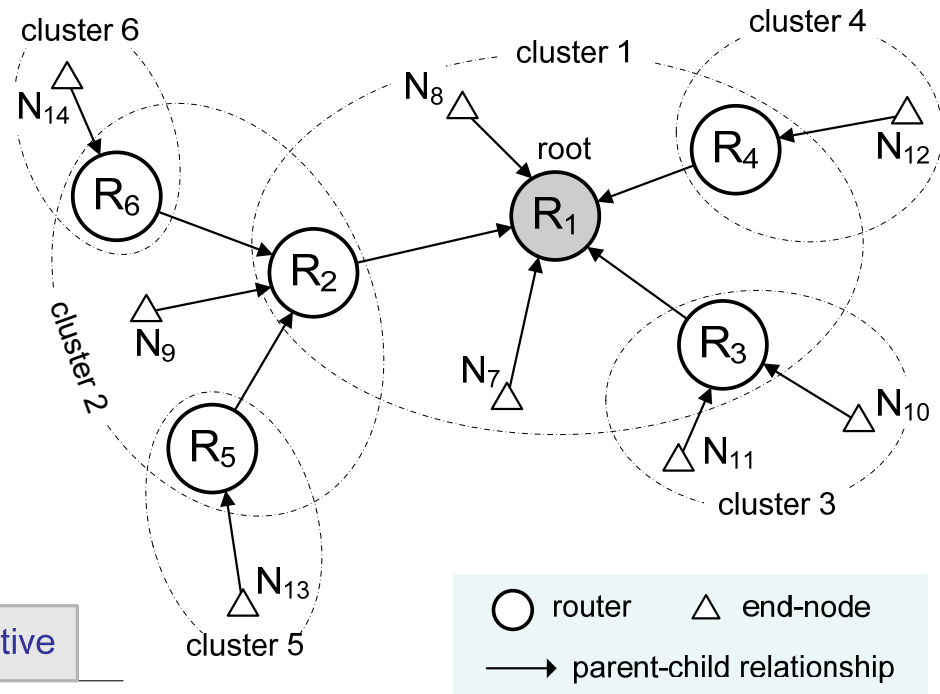 cluster 6
cluster 4
cluster 1
N8
N14
root
N12
R4
R6
R1
R2
N9
R3
N7
cluster 2
N10
R5
N11
cluster 3
N13
cluster 5
router
end-node
parent-child relationship
tive